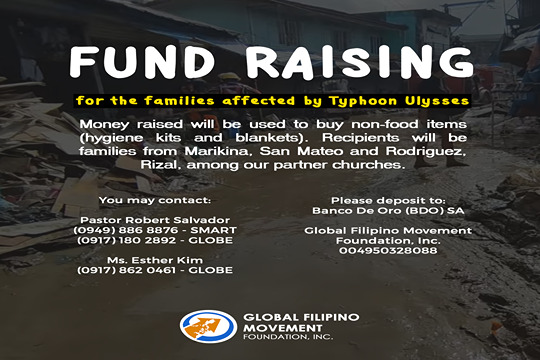 FUND RAISING
for the families affected by Typhoon Ulysses
Money raised will be used to buy non-food items
(hygiene kits and blankets). Recipients will be
families from Marikina, San Mateo and Rodriguez,
Rizal, among our partner churches.
You may contact:
Pastor Robert Salvador
(0949) 886 8876 - SMART
(0917) 180 2892 - GLOBE
Ms. Esther Kim
(0917) 862 0461 - GLOBE
Please deposit to:
Banco De Oro (BDO) SA
Global Filipino Movement
Foundation, Inc.
004950328088
GLOBAL FILIPINO
MOVEMENT
FOUNDATION, INC.